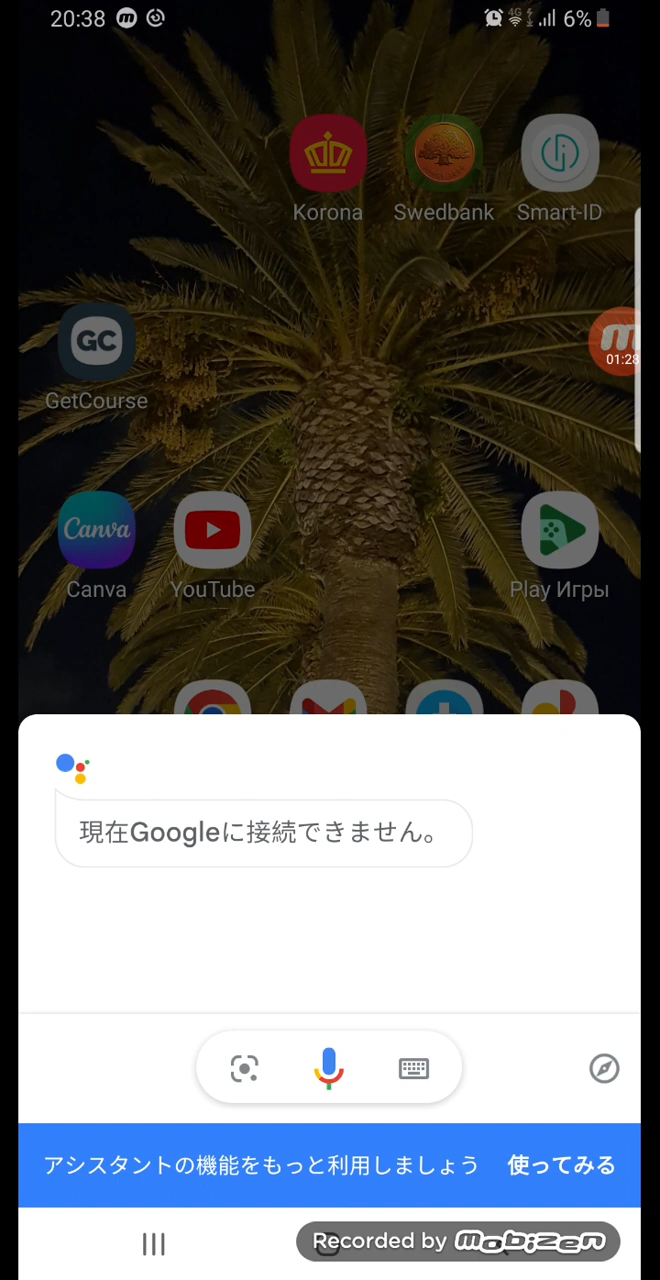 20:38
4G
6%
Korona
Swedbank
Smart-ID
GC
GetCourse
01:28
Canva
Canva
YouTube
Play Игры
現在Googleに接続できません。
アシスタントの機能をもっと利用しましょう 使ってみる
Recorded by mobizen